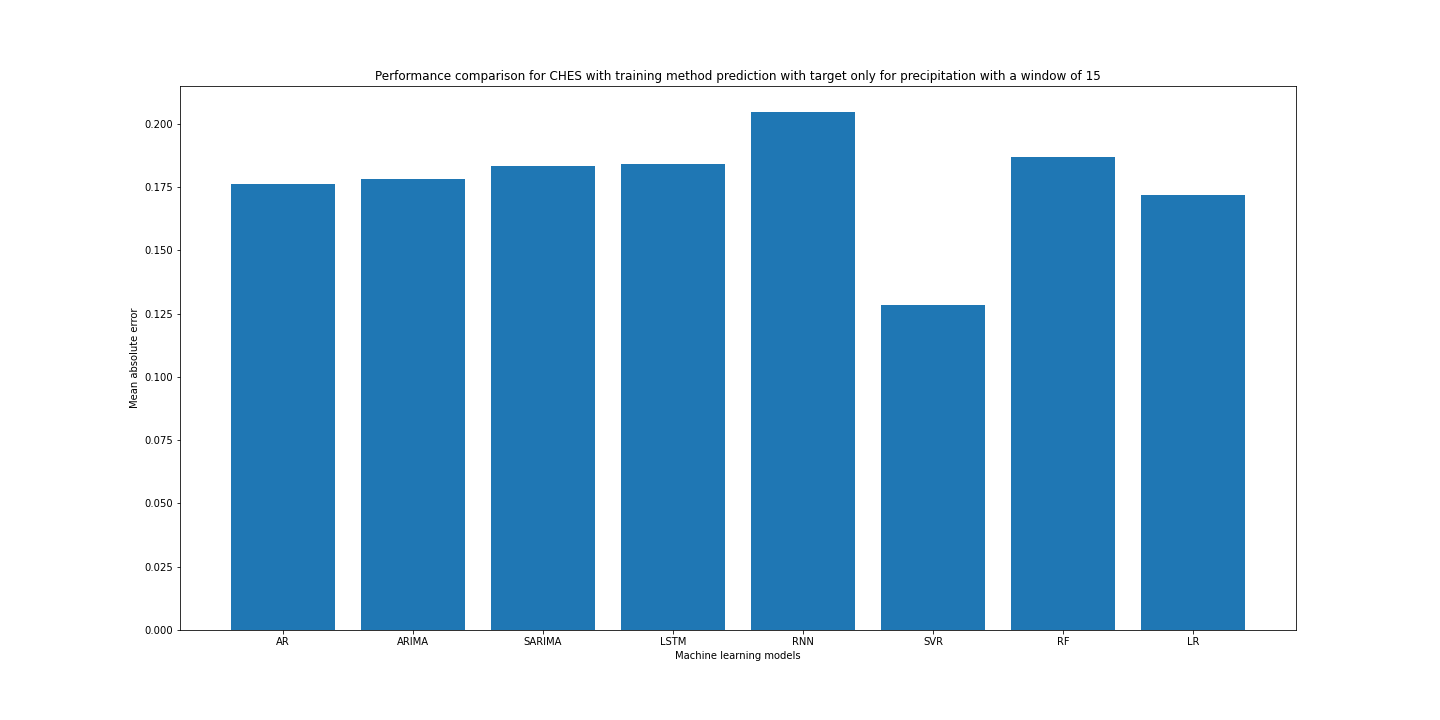 Performance comparison for CHES with training method prediction with target only for precipitation with a window of 15
0.200
0.175
0.150
0.125
0.100
0.075
0.050
0.025
0.000
Mean absolute error
AR ARIMA SARIMA LSTM RNN SVR RF LR
Machine learning models